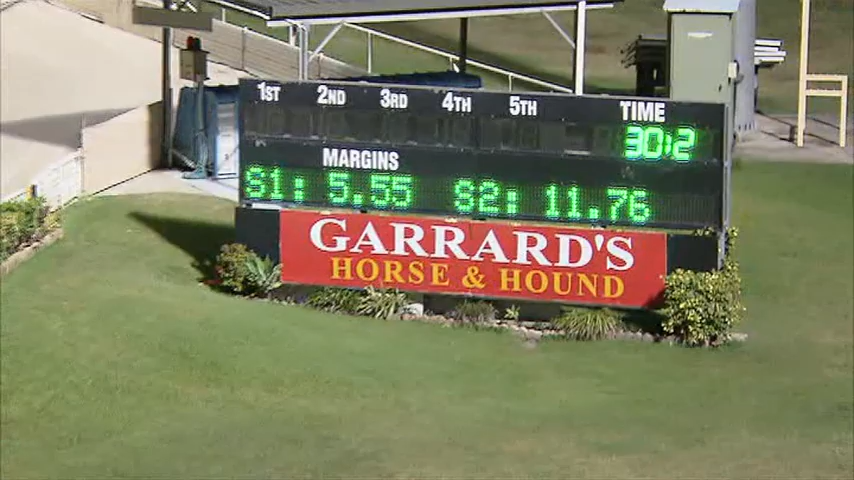 1ST 2ND 3RD 4TH 5TH TIME
30:2
MARGINS
S1: 5.55 S2: 11.76
GARRARD'S
HORSE & HOUND